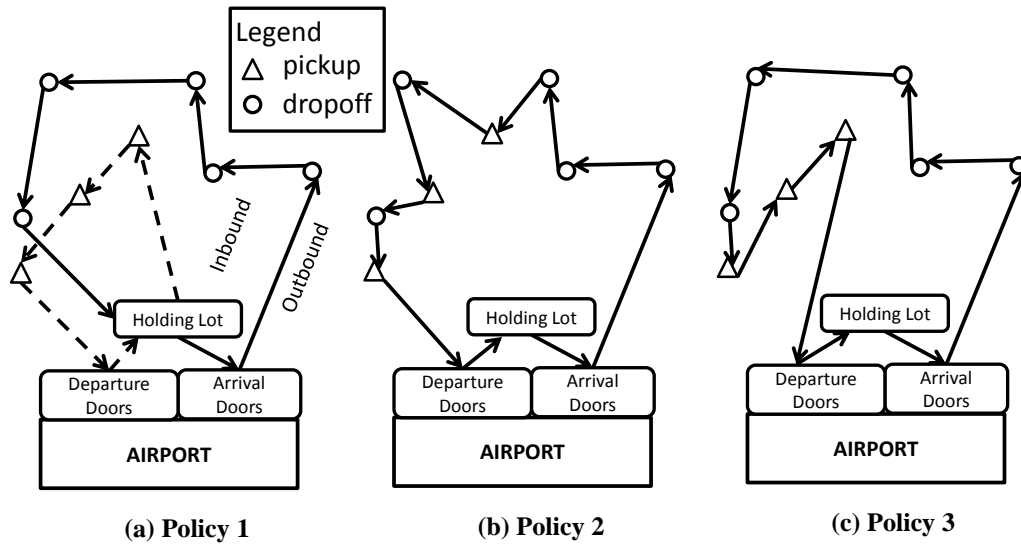 Legend
pickup
dropoff
Inbound
Outbound
Holding Lot
Departure
Doors
Arrival
Doors
AIRPORT
(a) Policy 1
Holding Lot
Departure
Doors
Arrival
Doors
AIRPORT
(b) Policy 2
Holding Lot
Departure
Doors
Arrival
Doors
AIRPORT
(c) Policy 3